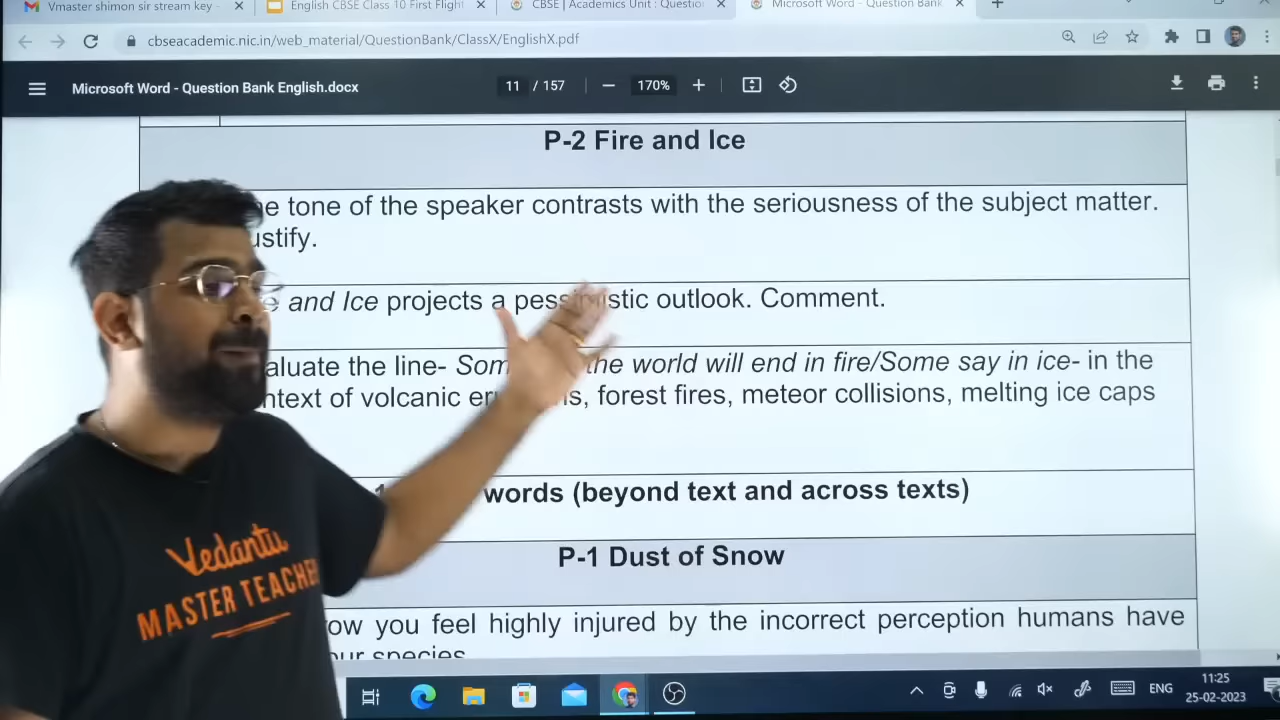 Vmaster shimon sir stream key -
English CBSE Class 10 First Flight
CBSE | Academics Unit : Questio
Microsoft Word - Question Bank
cbseacademic.nic.in/web_material/QuestionBank/ClassX/EnglishX.pdf
Microsoft Word - Question Bank English.docx
11 / 157
170%
P-2 Fire and Ice
tone of the speaker contrasts with the seriousness of the subject matter.
ustify.
and Ice projects a pessimistic outlook. Comment.
aluate the line- Som the world will end in fire/Some say in ice- in the
ntext of volcanic er ns, forest fires, meteor collisions, melting ice caps
words (beyond text and across texts)
P-1 Dust of Snow
ow you feel highly injured by the incorrect perception humans have
ur species
Vedantu
MASTER TEACHER
ENG
11:25
25-02-2023